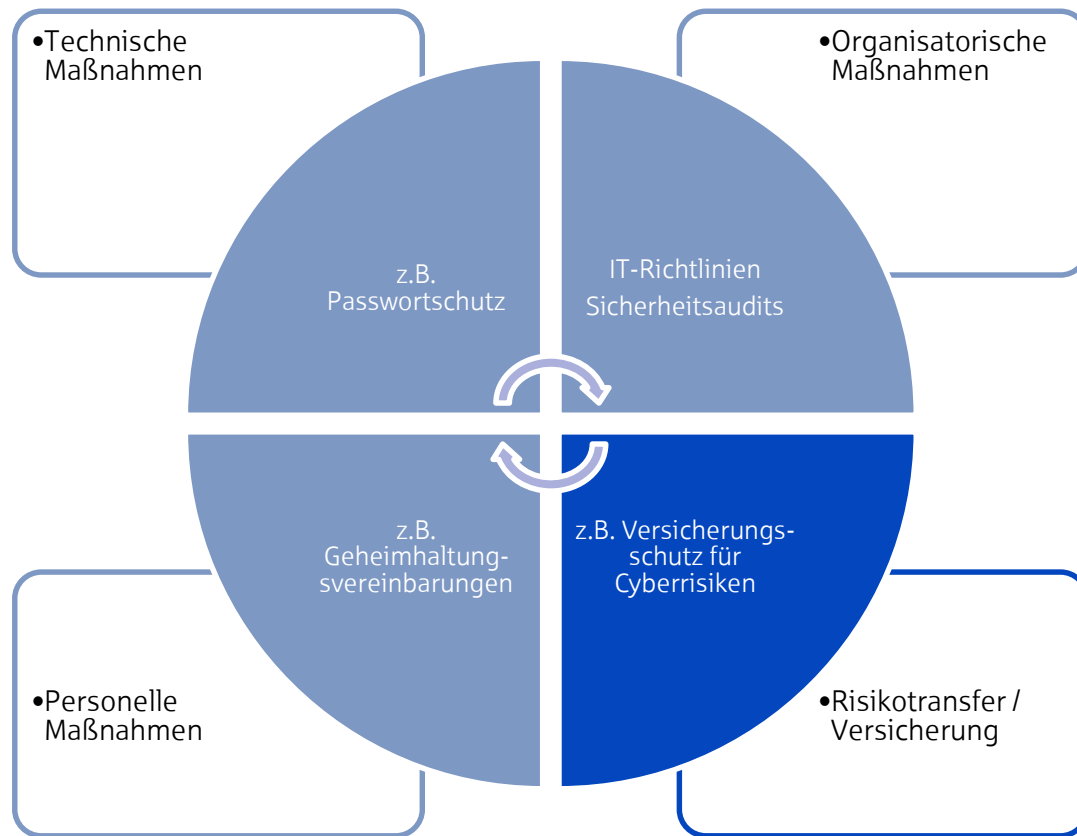 •Technische
Maßnahmen
•Organisatorische
Maßnahmen
z.B.
Passwortschutz
IT-Richtlinien
Sicherheitsaudits
z.B.
Geheimhaltung-
svereinbarungen
z.B. Versicherungs-
schutz für
Cyberrisiken
•Personelle
Maßnahmen
•Risikotransfer /
Versicherung